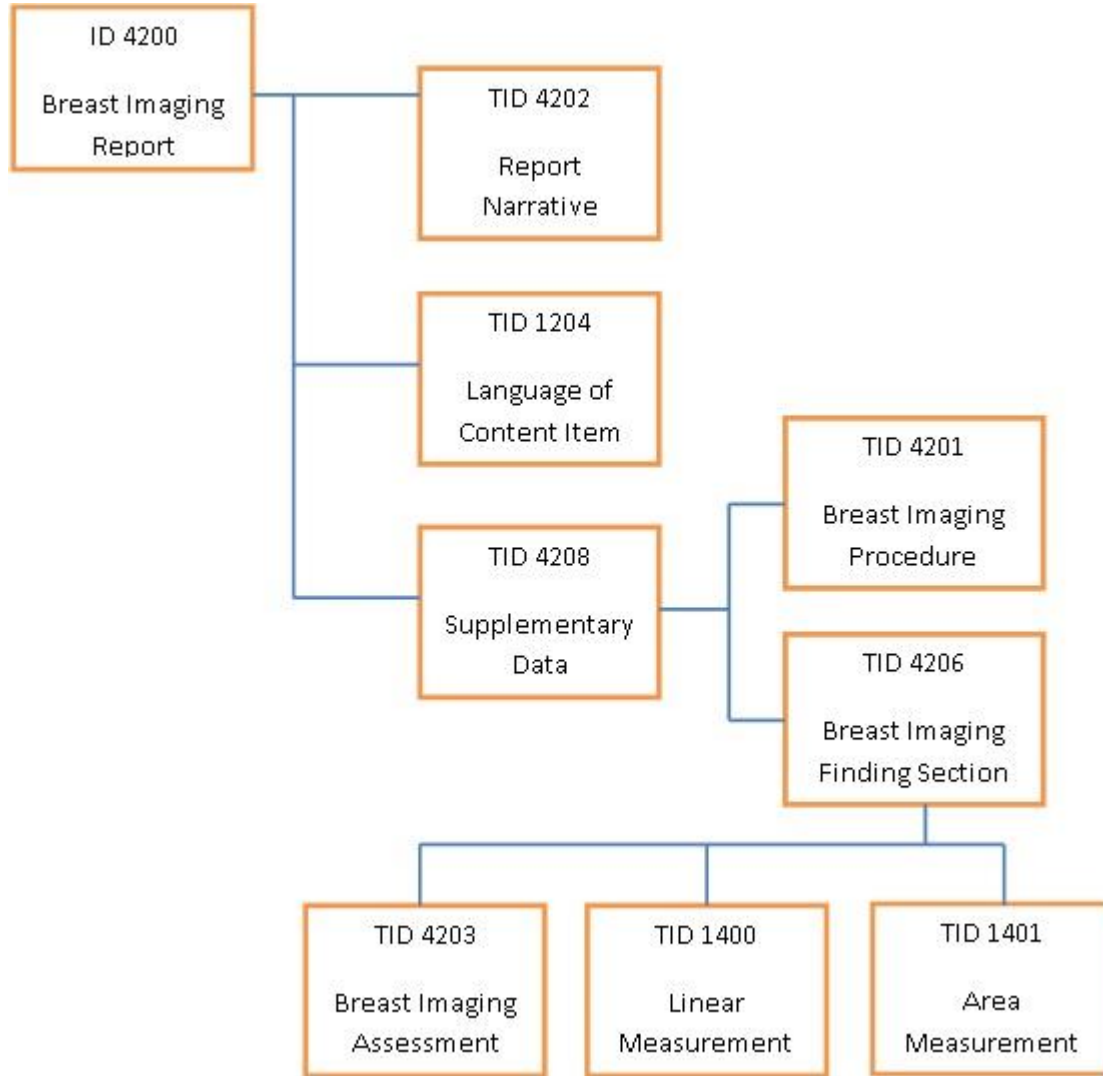 ID 4200
Breast Imaging
Report
TID 4202
Report
Narrative
TID 1204
Language of
Content Item
TID 4208
Supplementary
Data
TID 4201
Breast Imaging
Procedure
TID 4206
Breast Imaging
Finding Section
TID 4203
Breast Imaging
Assessment
TID 1400
Linear
Measurement
TID 1401
Area
Measurement